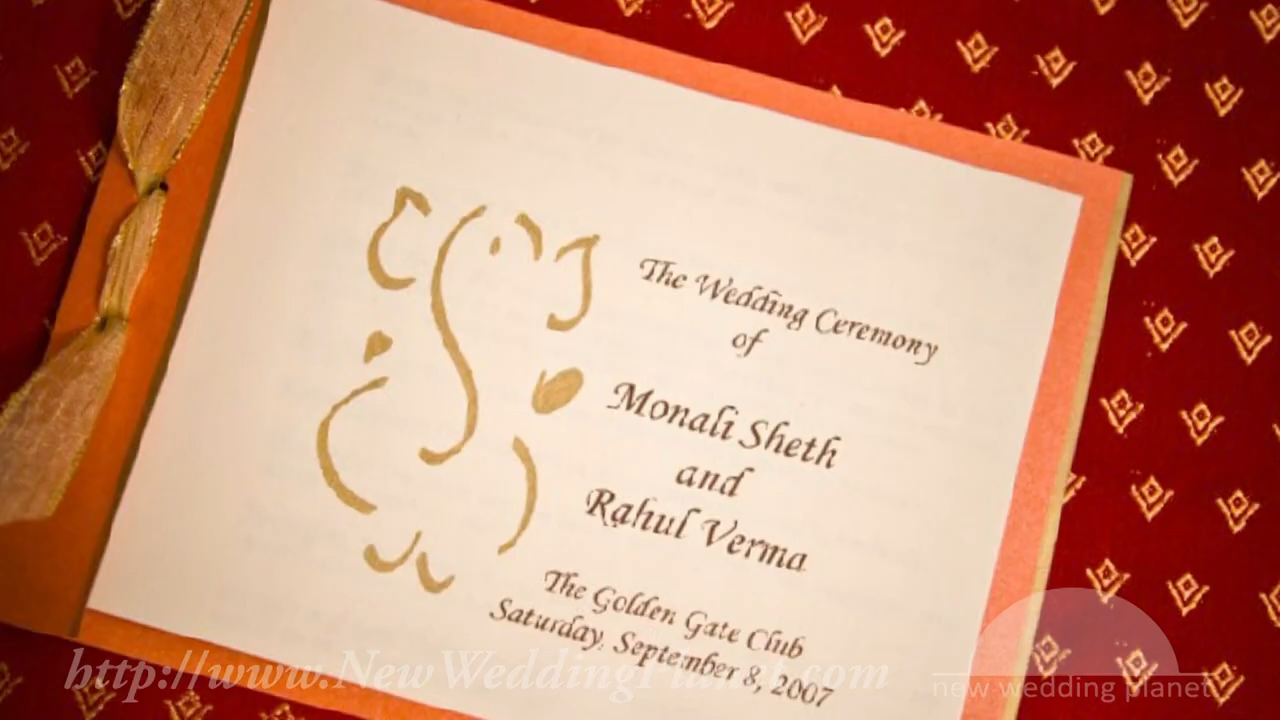 The Wedding Ceremony
of
Monali Sheth
and
Rahul Verma
The Golden Gate Club
Saturday, September 8, 2007
http://www.NewWeddingPlanet.com
new wedding planet